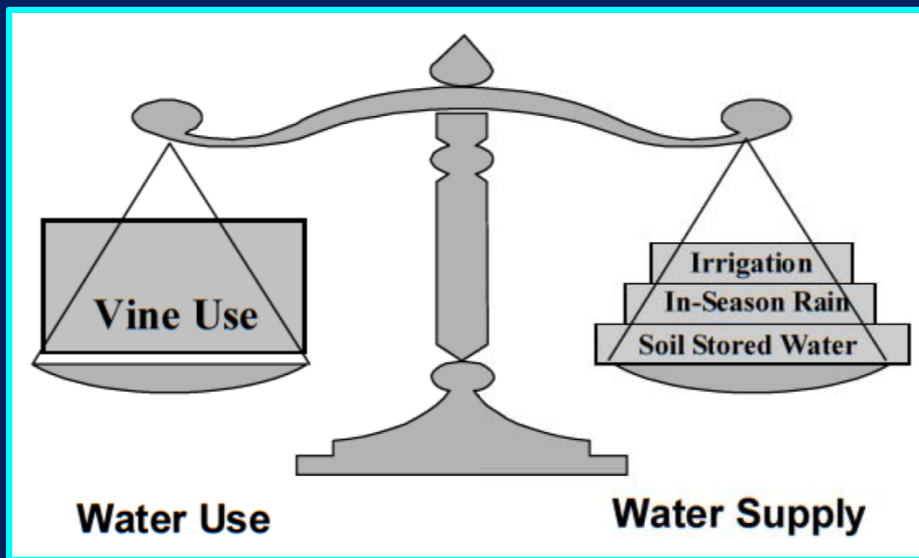 Vine Use
Irrigation
In-Season Rain
Soil Stored Water
Water Use
Water Supply